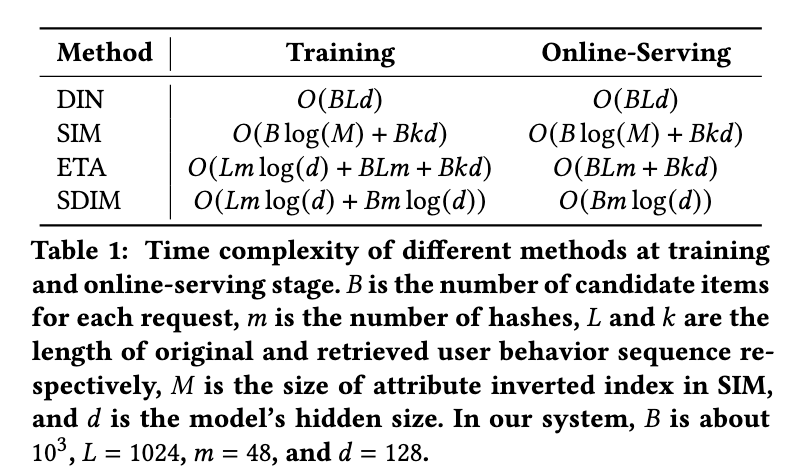 Method Training Online-Serving
DIN O(BLd) O(BLd)
SIM O(B log(M) + Bkd) O(B log(M) + Bkd)
ETA O(Lm log(d) + BLm + Bkd) O(BLm + Bkd)
SDIM O(Lm log(d) + Bm log(d)) O(Bm log(d))
Table 1: Time complexity of different methods at training
and online-serving stage. B is the number of candidate items
for each request, m is the number of hashes, L and k are the
length of original and retrieved user behavior sequence re-
spectively, M is the size of attribute inverted index in SIM,
and d is the model's hidden size. In our system, B is about
10³, L = 1024, m = 48, and d = 128.